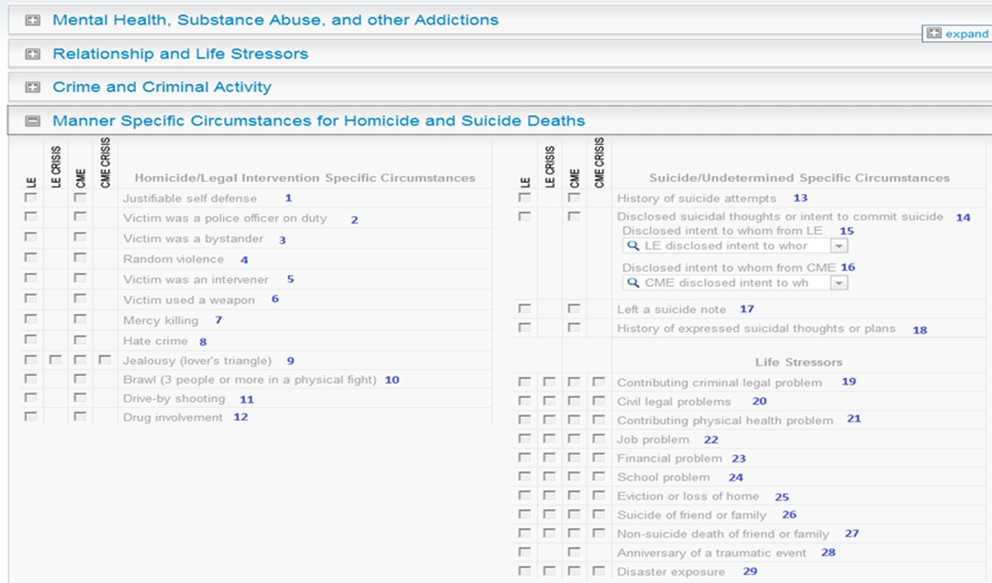 Mental Health, Substance Abuse, and other Addictions
expand
Relationship and Life Stressors
Crime and Criminal Activity
Manner Specific Circumstances for Homicide and Suicide Deaths
LE
LE CRISIS
CME
CME CRISIS
Homicide/Legal Intervention Specific Circumstances
Justifiable self defense 1
Victim was a police officer on duty 2
Victim was a bystander 3
Random violence 4
Victim was an intervener 5
Victim used a weapon 6
Mercy killing 7
Hate crime 8
Jealousy (lover's triangle) 9
Brawl (3 people or more in a physical fight) 10
Drive-by shooting 11
Drug involvement 12
LE
LE CRISIS
CME
CME CRISIS
Suicide/Undetermined Specific Circumstances
History of suicide attempts 13
Disclosed suicidal thoughts or intent to commit suicide 14
Disclosed intent to whom from LE 15
LE disclosed intent to whor
Disclosed intent to whom from CME 16
CME disclosed intent to wh
Left a suicide note 17
History of expressed suicidal thoughts or plans 18
Life Stressors
Contributing criminal legal problem 19
Civil legal problems 20
Contributing physical health problem 21
Job problem 22
Financial problem 23
School problem 24
Eviction or loss of home 25
Suicide of friend or family 26
Non-suicide death of friend or family 27
Anniversary of a traumatic event 28
Disaster exposure 29